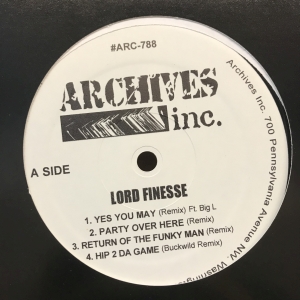 #ARC-788
ARCHIVES
inc.
A SIDE
LORD FINESSE
1. YES YOU MAY (Remix) Ft. Big L
2. PARTY OVER HERE (Remix)
3. RETURN OF THE FUNKY MAN (Remix)
4. HIP 2 DA GAME (Buckwild Remix)
Archives Inc. 700 Pennsylvania Avenue NW.